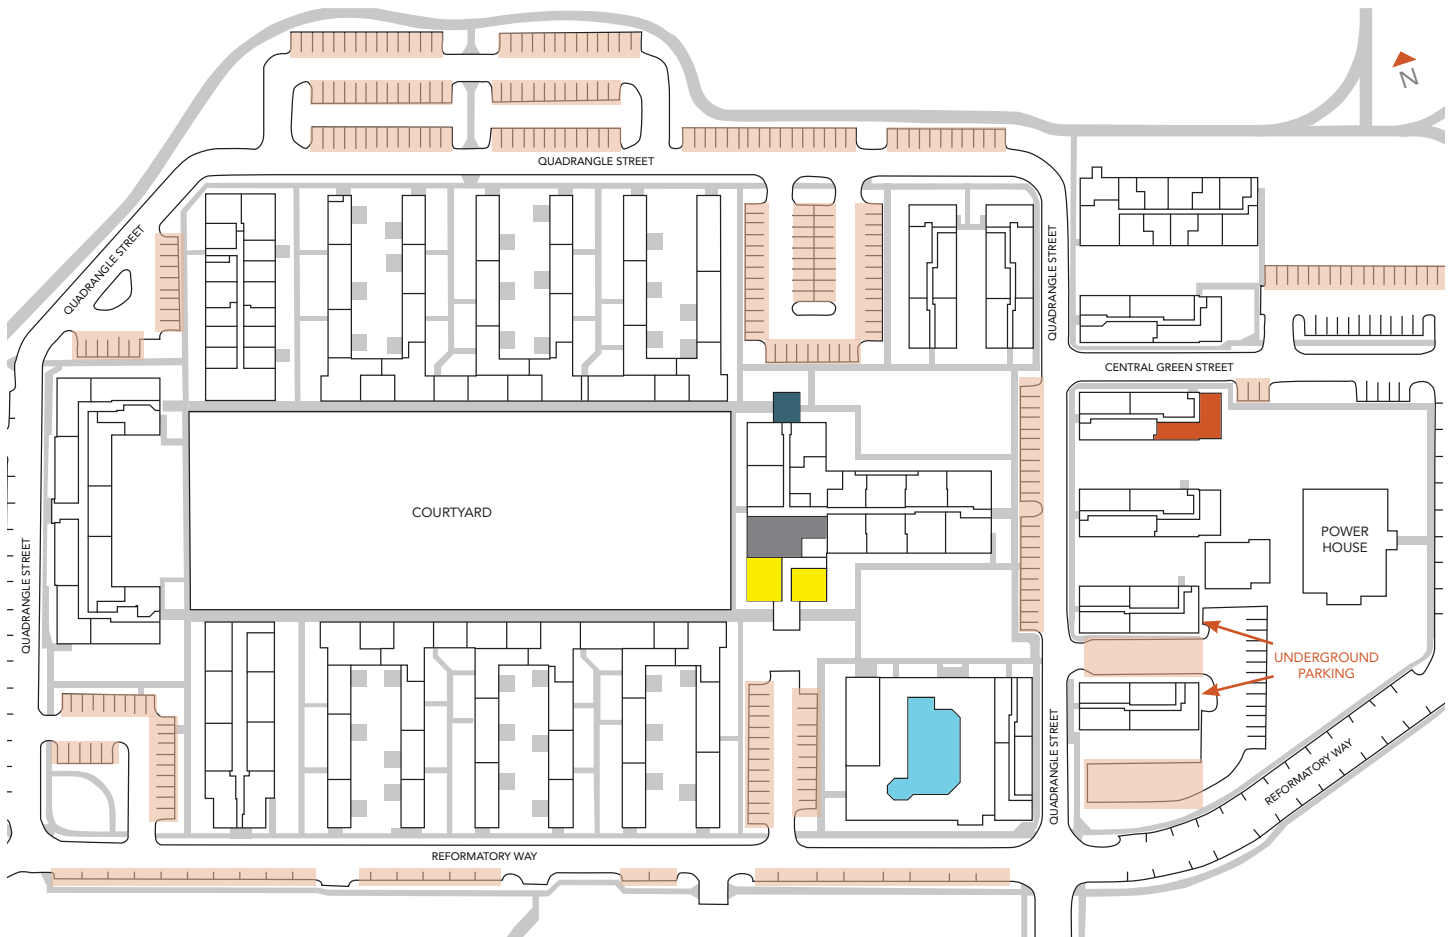 N
QUADRANGLE STREET
QUADRANGLE STREET
QUADRANGLE STREET
CENTRAL GREEN STREET
COURTYARD
POWER
HOUSE
QUADRANGLE STREET
UNDERGROUND
PARKING
QUADRANGLE STREET
REFORMATORY WAY
REFORMATORY WAY